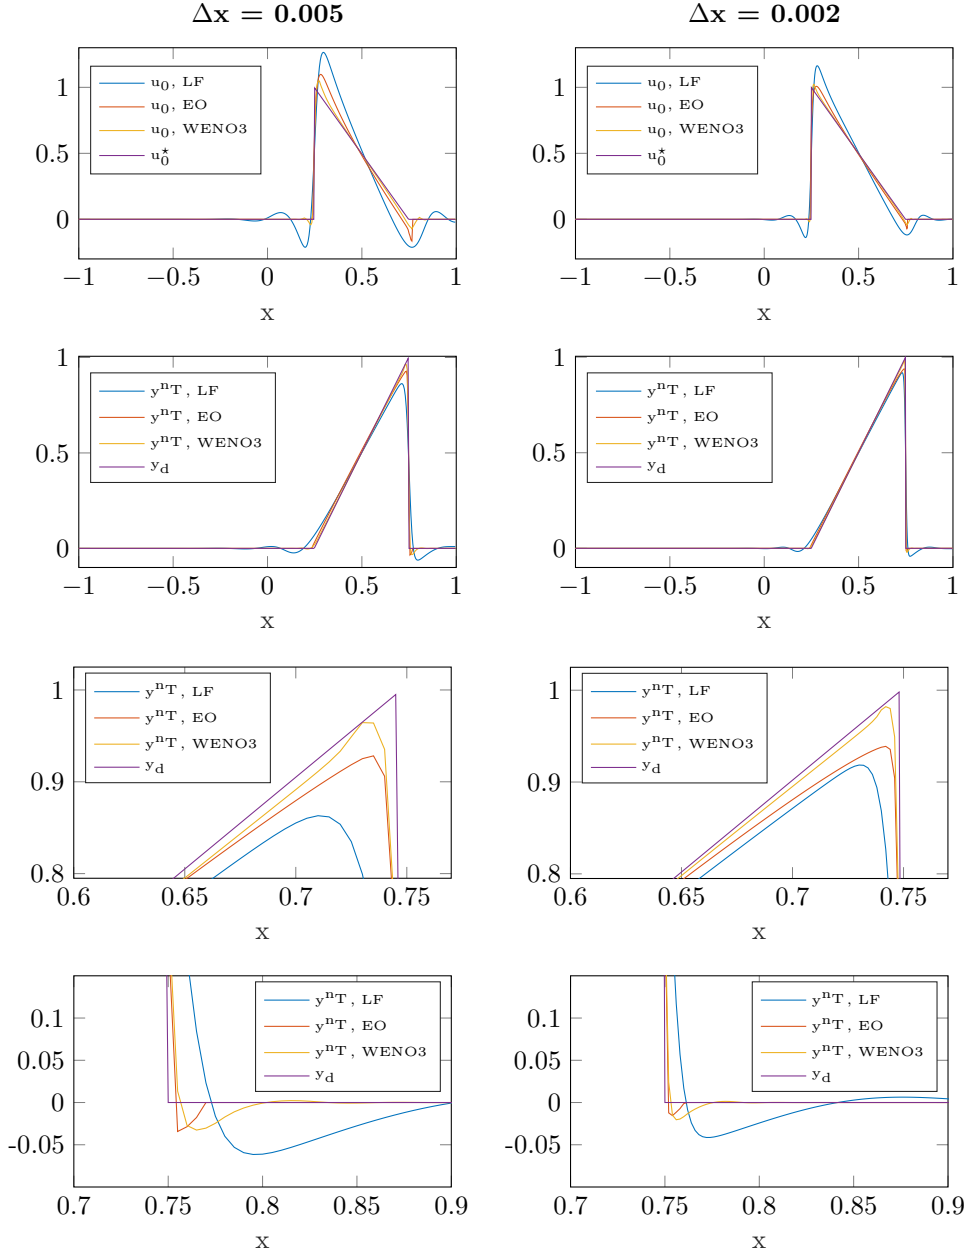 Δx = 0.005
Δx = 0.002
1
0.5
0
−1 −0.5 0 0.5 1
x
u₀, LF
u₀, EO
u₀, WENO3
u₀⋆
1
0.5
0
−1 −0.5 0 0.5 1
x
u₀, LF
u₀, EO
u₀, WENO3
u₀⋆
1
0.5
0
−1 −0.5 0 0.5 1
x
yⁿT, LF
yⁿT, EO
yⁿT, WENO3
y_d
1
0.5
0
−1 −0.5 0 0.5 1
x
yⁿT, LF
yⁿT, EO
yⁿT, WENO3
y_d
1
0.9
0.8
0.6 0.65 0.7 0.75
x
yⁿT, LF
yⁿT, EO
yⁿT, WENO3
y_d
1
0.9
0.8
0.6 0.65 0.7 0.75
x
yⁿT, LF
yⁿT, EO
yⁿT, WENO3
y_d
0.1
0.05
0
-0.05
0.7 0.75 0.8 0.85 0.9
x
yⁿT, LF
yⁿT, EO
yⁿT, WENO3
y_d
0.1
0.05
0
-0.05
0.7 0.75 0.8 0.85 0.9
x
yⁿT, LF
yⁿT, EO
yⁿT, WENO3
y_d